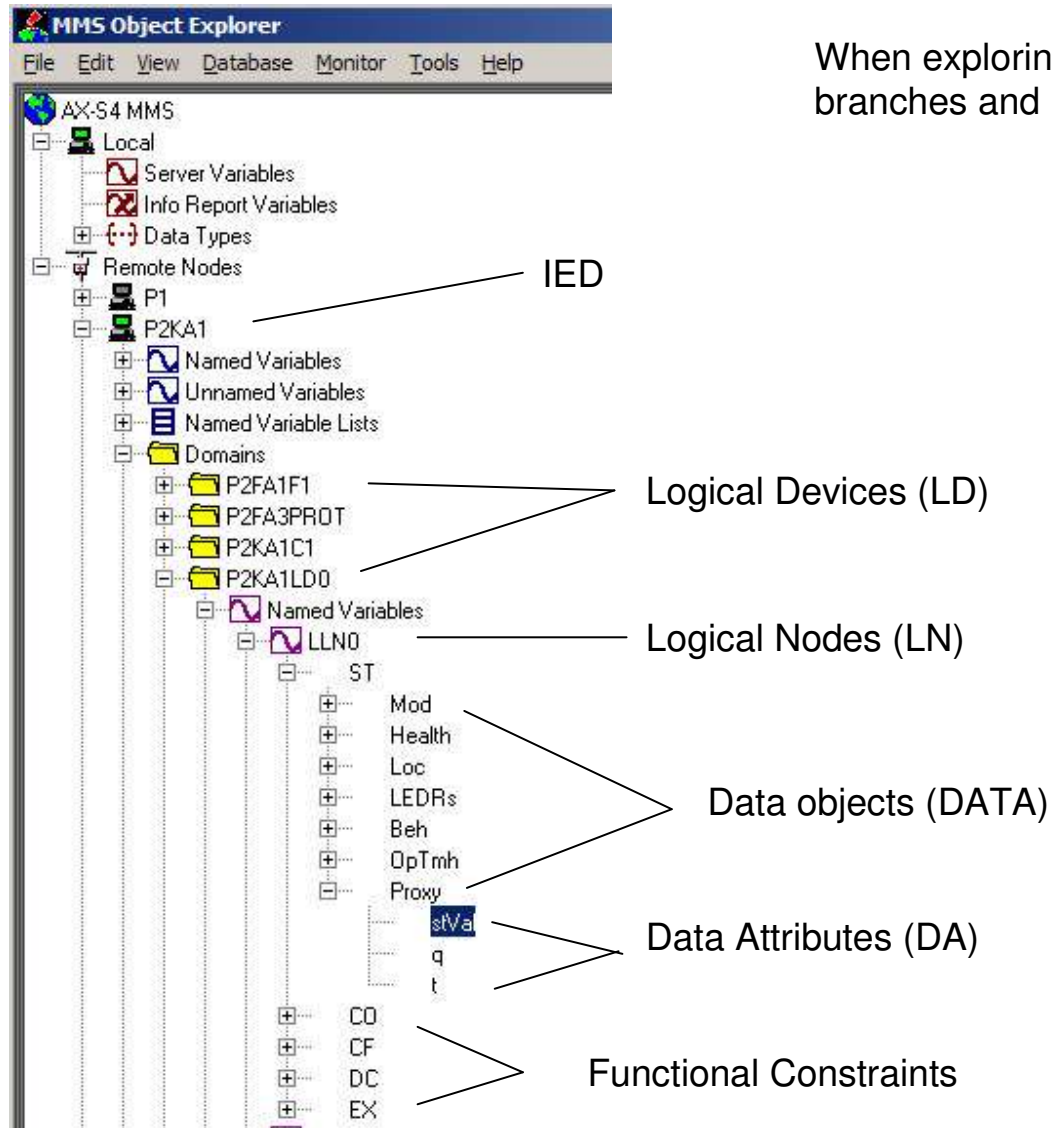 MMS Object Explorer
File Edit View Database Monitor Tools Help
When explorin
branches and
AX-S4 MMS
Local
Server Variables
Info Report Variables
Data Types
Remote Nodes
IED
P1
P2KA1
Named Variables
Unnamed Variables
Named Variable Lists
Domains
P2FA1F1
Logical Devices (LD)
P2FA3PROT
P2KA1C1
P2KA1LD0
Named Variables
LLN0
Logical Nodes (LN)
ST
Mod
Health
Loc
LEDRs
Data objects (DATA)
Beh
OpTmh
Proxy
stVal
Data Attributes (DA)
q
t
CO
CF
Functional Constraints
DC
EX